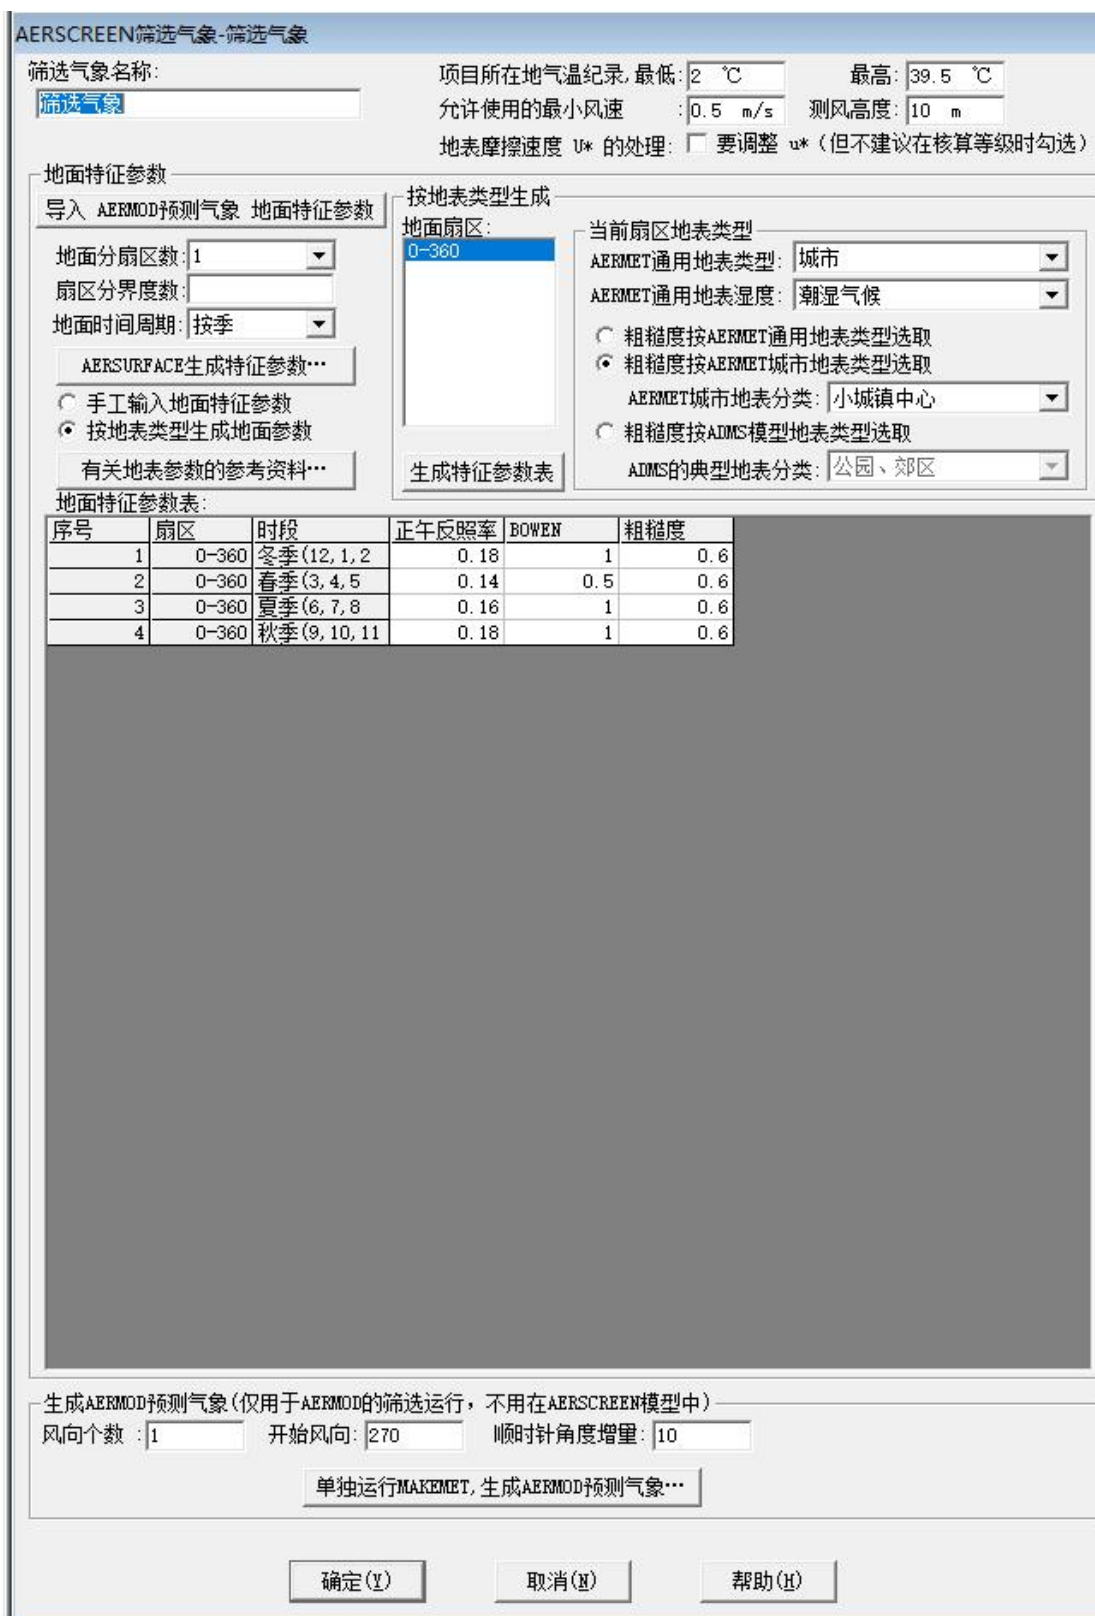 AERSCREEN筛选气象-筛选气象
筛选气象名称:
筛选气象
项目所在地气温纪录,最低: 2 ℃ 最高: 39.5 ℃
允许使用的最小风速 : 0.5 m/s 测风高度: 10 m
地表摩擦速度 U* 的处理: 要调整 u*（但不建议在核算等级时勾选）
地面特征参数
导入 AERMOD预测气象 地面特征参数
地面分扇区数: 1
扇区分界度数:
地面时间周期: 按季
AERSURFACE生成特征参数…
手工输入地面特征参数
按地表类型生成地面参数
有关地表参数的参考资料…
按地表类型生成
地面扇区:
0-360
生成特征参数表
当前扇区地表类型
AERMET通用地表类型: 城市
AERMET通用地表湿度: 潮湿气候
粗糙度按AERMET通用地表类型选取
粗糙度按AERMET城市地表类型选取
AERMET城市地表分类: 小城镇中心
粗糙度按ADMS模型地表类型选取
ADMS的典型地表分类: 公园、郊区
地面特征参数表:
序号 扇区 时段 正午反照率 BOWEN 粗糙度
1 0-360 冬季(12,1,2 0.18 1 0.6
2 0-360 春季(3,4,5 0.14 0.5 0.6
3 0-360 夏季(6,7,8 0.16 1 0.6
4 0-360 秋季(9,10,11 0.18 1 0.6
生成AERMOD预测气象(仅用于AERMOD的筛选运行，不用在AERSCREEN模型中)
风向个数 : 1 开始风向: 270 顺时针角度增量: 10
单独运行MAKEMET,生成AERMOD预测气象…
确定(Y) 取消(N) 帮助(H)